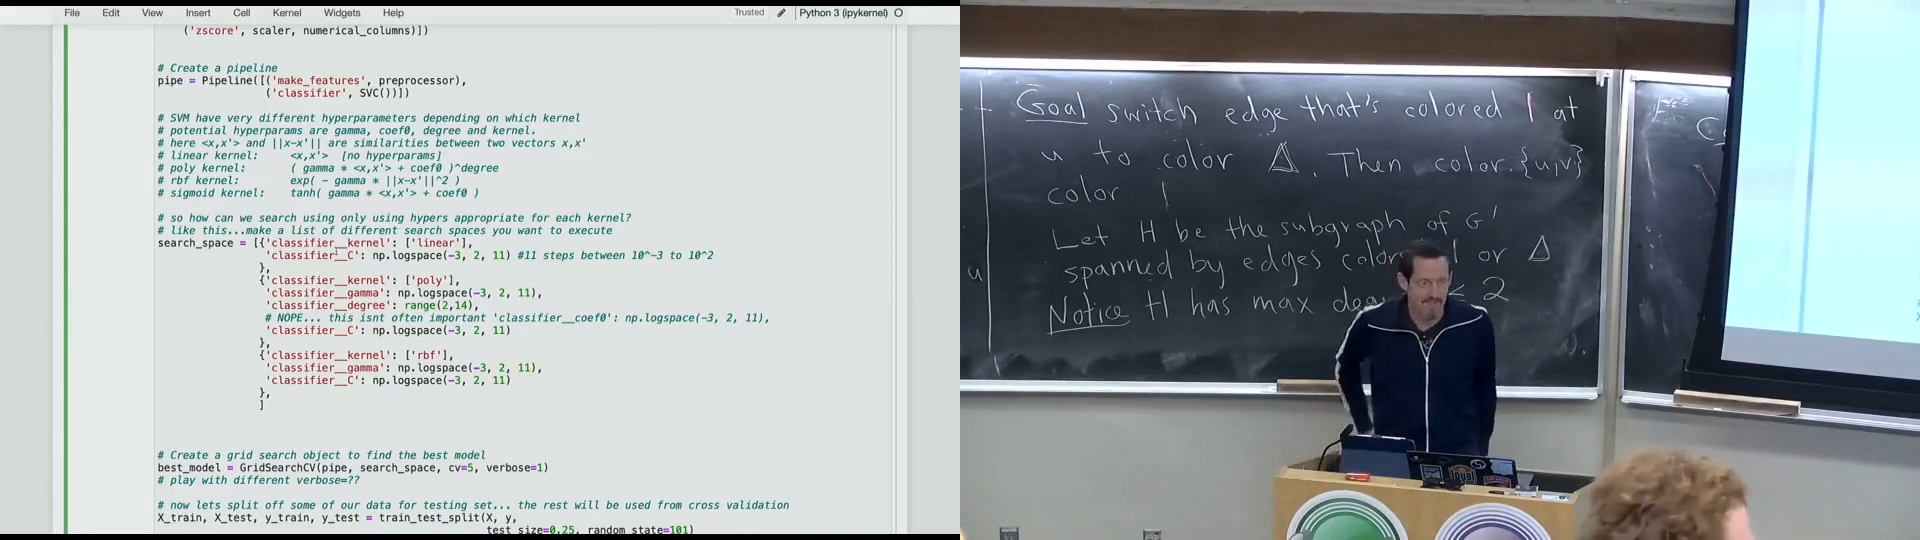 File Edit View Insert Cell Kernel Widgets Help Trusted Python 3 (ipykernel)
('zscore', scaler, numerical_columns)])
# Create a pipeline
pipe = Pipeline([('make_features', preprocessor),
('classifier', SVC())])
# SVM have very different hyperparameters depending on which kernel
# potential hyperparams are gamma, coef0, degree and kernel.
# here <x,x'> and ||x-x'|| are similarities between two vectors x,x'
# linear kernel: <x,x'> [no hyperparams]
# poly kernel: ( gamma * <x,x'> + coef0 )^degree
# rbf kernel: exp( - gamma * ||x-x'||^2 )
# sigmoid kernel: tanh( gamma * <x,x'> + coef0 )
# so how can we search using only using hypers appropriate for each kernel?
# like this...make a list of different search spaces you want to execute
search_space = [{'classifier__kernel': ['linear'],
'classifier__C': np.logspace(-3, 2, 11) #11 steps between 10^-3 to 10^2
},
{'classifier__kernel': ['poly'],
'classifier__gamma': np.logspace(-3, 2, 11),
'classifier__degree': range(2,14),
# NOPE... this isnt often important 'classifier__coef0': np.logspace(-3, 2, 11),
'classifier__C': np.logspace(-3, 2, 11)
},
{'classifier__kernel': ['rbf'],
'classifier__gamma': np.logspace(-3, 2, 11),
'classifier__C': np.logspace(-3, 2, 11)
},
]
# Create a grid search object to find the best model
best_model = GridSearchCV(pipe, search_space, cv=5, verbose=1)
# play with different verbose=??
# now lets split off some of our data for testing set... the rest will be used from cross validation
X_train, X_test, y_train, y_test = train_test_split(X, y,
test_size=0.25, random_state=101)
Goal switch edge that's colored 1 at
u to color Δ. Then color {u,v}
color 1
Let H be the subgraph of G'
u spanned by edges 1 or Δ
Notice H has max ≤ 2